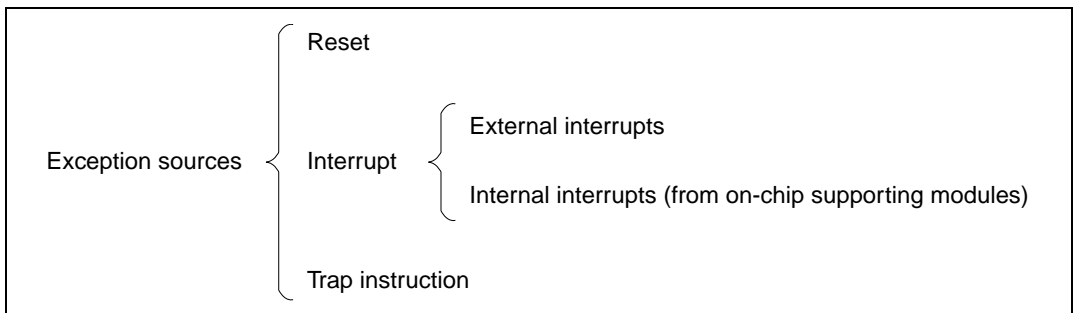 Reset
External interrupts
Exception sources
Interrupt
Internal interrupts (from on-chip supporting modules)
Trap instruction